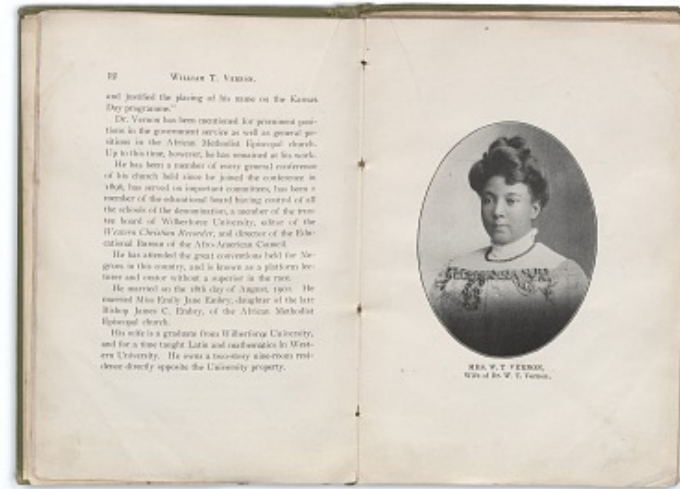 WILLIAM T. VERNON.
and justified the placing of his name on the Kansas
Day programme."
Dr. Vernon has been mentioned for prominent posi-
tions in the government service as well as general po-
sitions in the African Methodist Episcopal church.
Up to this time, however, he has remained at his work.
He has been a member of every general conference
of his church held since he joined the conference in
1896, has served on important committees, has been a
member of the educational board having control of all
the schools of the denomination, a member of the trus-
tee board of Wilberforce University, editor of the
Western Christian Recorder, and director of the Edu-
cational Bureau of the Afro-American Council.
He has attended the great conventions held for Ne-
groes in this country, and is known as a platform lec-
turer and orator without a superior in the race.
He married on the 18th day of August, 1901. He
married Miss Emily Jane Embry, daughter of the late
Bishop James C. Embry, of the African Methodist
Episcopal church.
His wife is a graduate from Wilberforce University,
and for a time taught Latin and mathematics in West-
ern University. He owns a two-story nine-room resi-
dence directly opposite the University property.
MRS. W. T. VERNON,
Wife of Dr. W. T. Vernon.